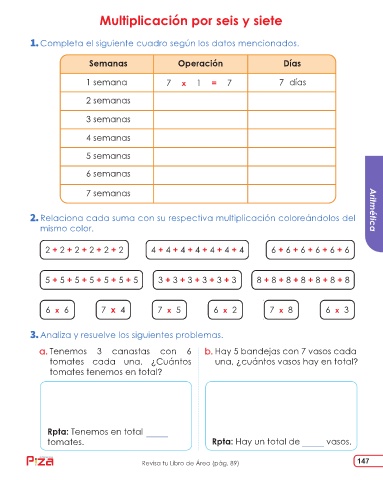 Multiplicación por seis y siete
1. Completa el siguiente cuadro según los datos mencionados.
Semanas Operación Días
1 semana 7 x 1 = 7 7 días
2 semanas
3 semanas
4 semanas
5 semanas
6 semanas
7 semanas
Aritmética
2. Relaciona cada suma con su respectiva multiplicación coloreándolos del
mismo color.
2 + 2 + 2 + 2 + 2 + 2 4 + 4 + 4 + 4 + 4 + 4 + 4 6 + 6 + 6 + 6 + 6 + 6
5 + 5 + 5 + 5 + 5 + 5 + 5 3 + 3 + 3 + 3 + 3 + 3 8 + 8 + 8 + 8 + 8 + 8 + 8
6 x 6 7 x 4 7 x 5 6 x 2 7 x 8 6 x 3
3. Analiza y resuelve los siguientes problemas.
a. Tenemos 3 canastas con 6
tomates cada una, ¿Cuántos
tomates tenemos en total?
b. Hay 5 bandejas con 7 vasos cada
una, ¿cuántos vasos hay en total?
Rpta: Tenemos en total _____
tomates.
Rpta: Hay un total de _____ vasos.
Revisa tu Libro de Área (pág. 89)
147